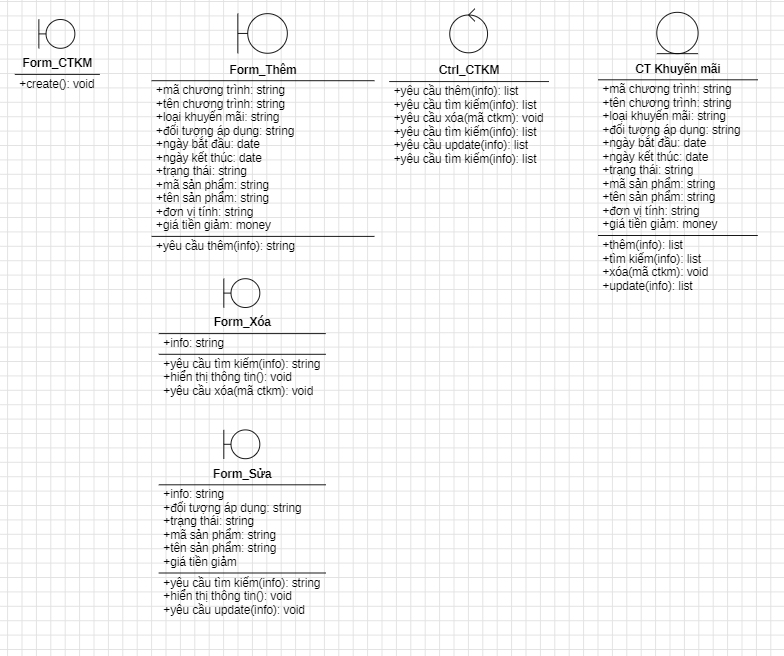 Form_CTKM
+create(): void
Form_Thêm
+mã chương trình: string
+tên chương trình: string
+loại khuyến mãi: string
+đối tượng áp dụng: string
+ngày bắt đầu: date
+ngày kết thúc: date
+trạng thái: string
+mã sản phẩm: string
+tên sản phẩm: string
+đơn vị tính: string
+giá tiền giảm: money
+yêu cầu thêm(info): string
Form_Xóa
+info: string
+yêu cầu tìm kiếm(info): string
+hiển thị thông tin(): void
+yêu cầu xóa(mã ctkm): void
Form_Sửa
+info: string
+đối tượng áp dụng: string
+trạng thái: string
+mã sản phẩm: string
+tên sản phẩm: string
+giá tiền giảm
+yêu cầu tìm kiếm(info): string
+hiển thị thông tin(): void
+yêu cầu update(info): void
Ctrl_CTKM
+yêu cầu thêm(info): list
+yêu cầu tìm kiếm(info): list
+yêu cầu xóa(mã ctkm): void
+yêu cầu tìm kiếm(info): list
+yêu cầu update(info): list
+yêu cầu tìm kiếm(info): list
CT Khuyến mãi
+mã chương trình: string
+tên chương trình: string
+loại khuyến mãi: string
+đối tượng áp dụng: string
+ngày bắt đầu: date
+ngày kết thúc: date
+trạng thái: string
+mã sản phẩm: string
+tên sản phẩm: string
+đơn vị tính: string
+giá tiền giảm: money
+thêm(info): list
+tìm kiếm(info): list
+xóa(mã ctkm): void
+update(info): list